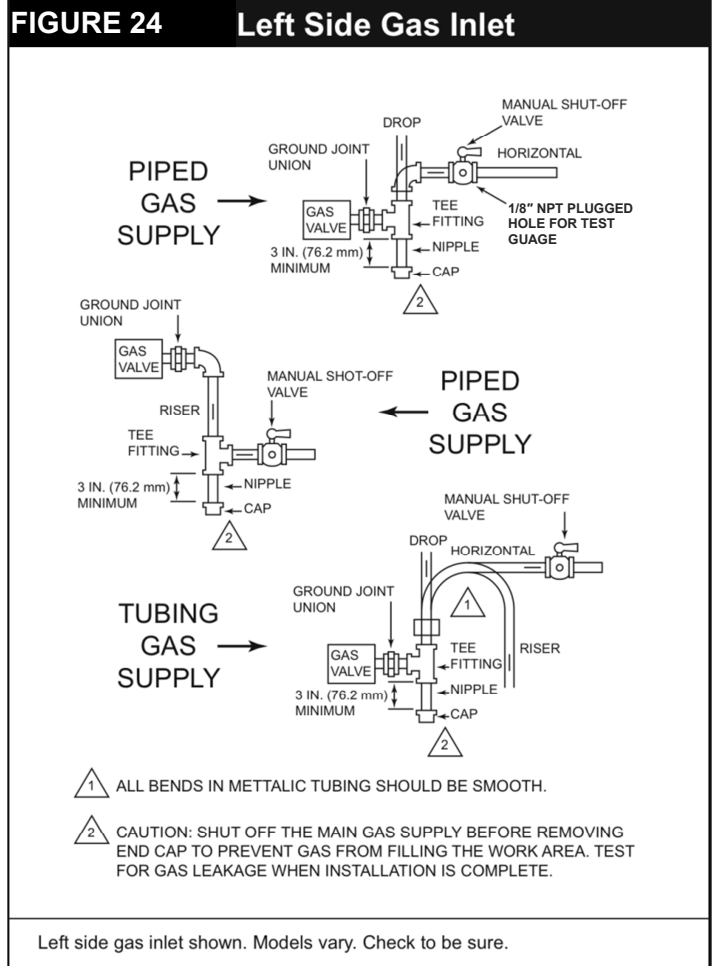 FIGURE 24 Left Side Gas Inlet
MANUAL SHUT-OFF
VALVE
DROP
HORIZONTAL
GROUND JOINT
UNION
PIPED
GAS
SUPPLY
GAS
VALVE
TEE
FITTING
1/8" NPT PLUGGED
HOLE FOR TEST
GUAGE
3 IN. (76.2 mm)
MINIMUM
NIPPLE
CAP
2
GROUND JOINT
UNION
GAS
VALVE
MANUAL SHOT-OFF
VALVE
PIPED
GAS
SUPPLY
RISER
TEE
FITTING
3 IN. (76.2 mm)
MINIMUM
NIPPLE
CAP
2
MANUAL SHUT-OFF
VALVE
DROP
HORIZONTAL
GROUND JOINT
UNION
1
TUBING
GAS
SUPPLY
GAS
VALVE
TEE
FITTING
RISER
3 IN. (76.2 mm)
MINIMUM
NIPPLE
CAP
2
1 ALL BENDS IN METTALIC TUBING SHOULD BE SMOOTH.
2 CAUTION: SHUT OFF THE MAIN GAS SUPPLY BEFORE REMOVING
END CAP TO PREVENT GAS FROM FILLING THE WORK AREA. TEST
FOR GAS LEAKAGE WHEN INSTALLATION IS COMPLETE.
Left side gas inlet shown. Models vary. Check to be sure.